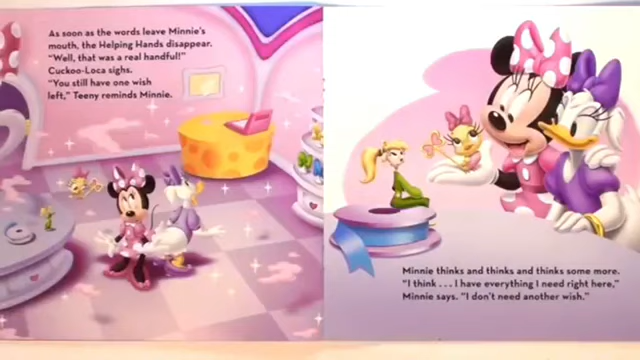 As soon as the words leave Minnie's
mouth, the Helping Hands disappear.
"Well, that was a real handful!"
Cuckoo-Loca sighs.
"You still have one wish
left," Teeny reminds Minnie.
Minnie thinks and thinks and thinks some more.
"I think . . . I have everything I need right here,"
Minnie says. "I don't need another wish."